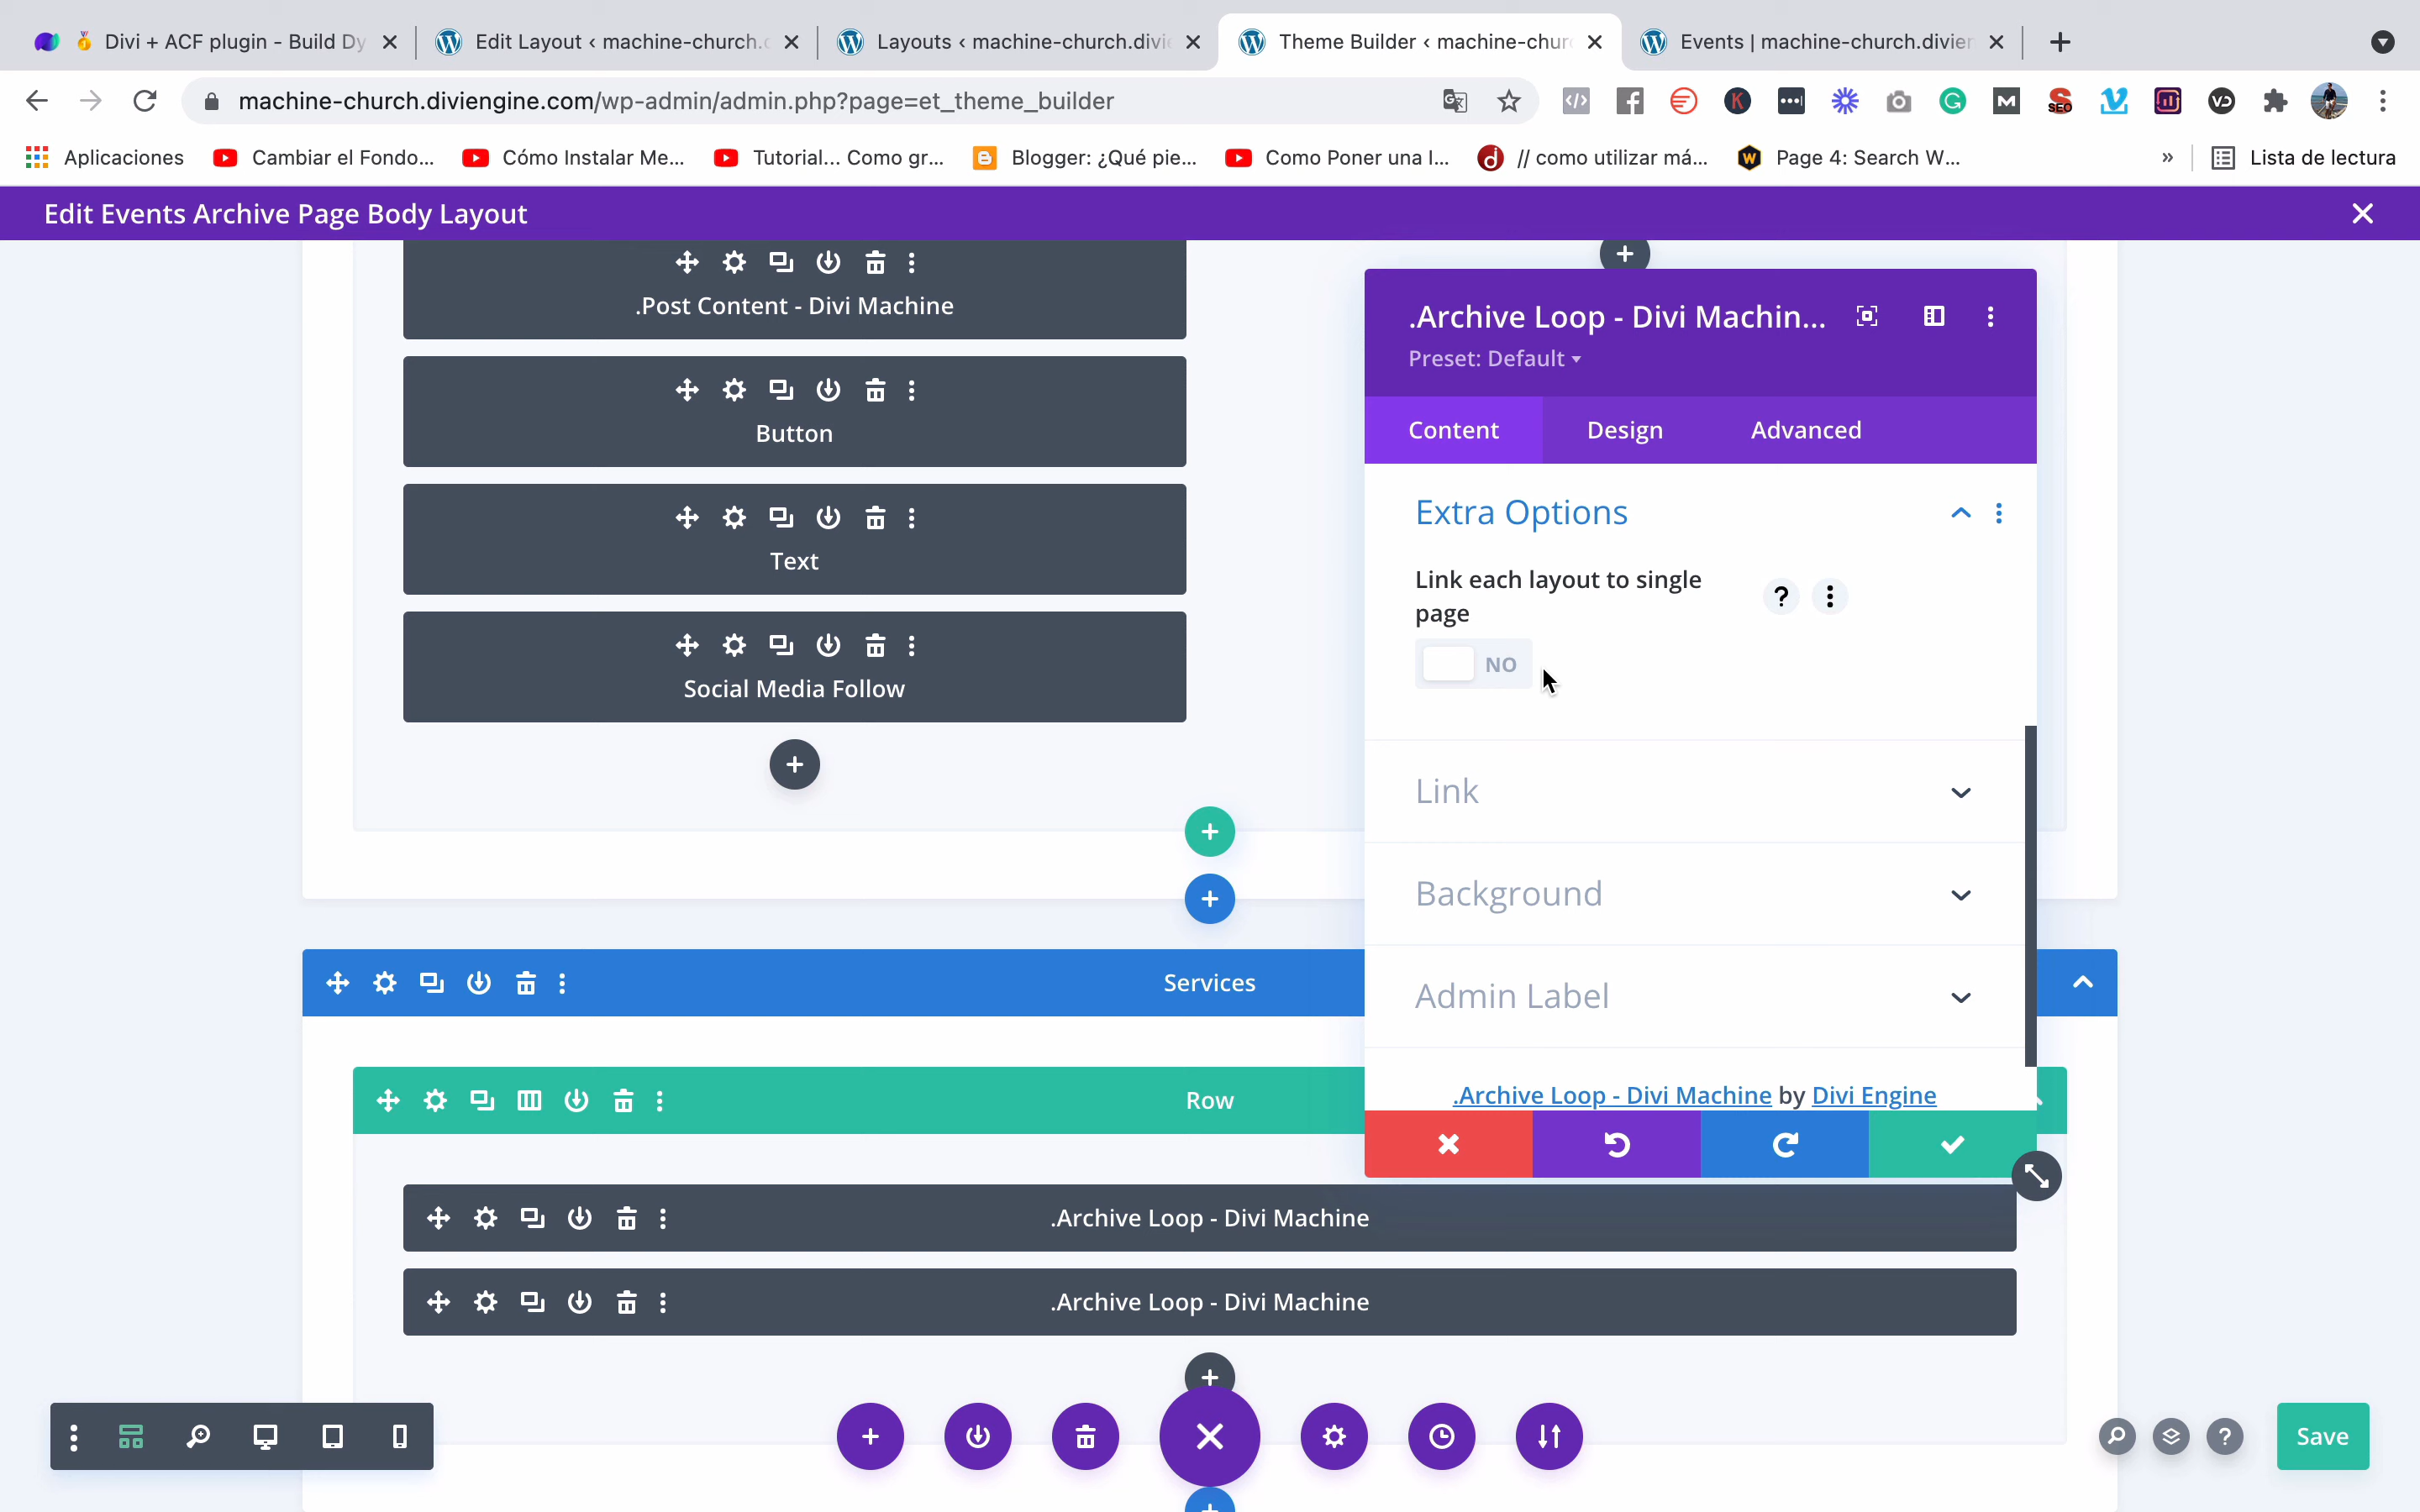 Divi + ACF plugin - Build Dy
Edit Layout ‹ machine-church.
Layouts ‹ machine-church.divi
Theme Builder ‹ machine-chur
Events | machine-church.divier
machine-church.diviengine.com/wp-admin/admin.php?page=et_theme_builder
Aplicaciones
Cambiar el Fondo...
Cómo Instalar Me...
Tutorial... Como gr...
Blogger: ¿Qué pie...
Como Poner una I...
// como utilizar má...
Page 4: Search W...
»
Lista de lectura
Edit Events Archive Page Body Layout
.Post Content - Divi Machine
Button
Text
Social Media Follow
.Archive Loop - Divi Machin...
Preset: Default
Content
Design
Advanced
Extra Options
Link each layout to single
page
?
NO
Link
Background
Admin Label
.Archive Loop - Divi Machine by Divi Engine
Services
Row
.Archive Loop - Divi Machine
.Archive Loop - Divi Machine
?
Save